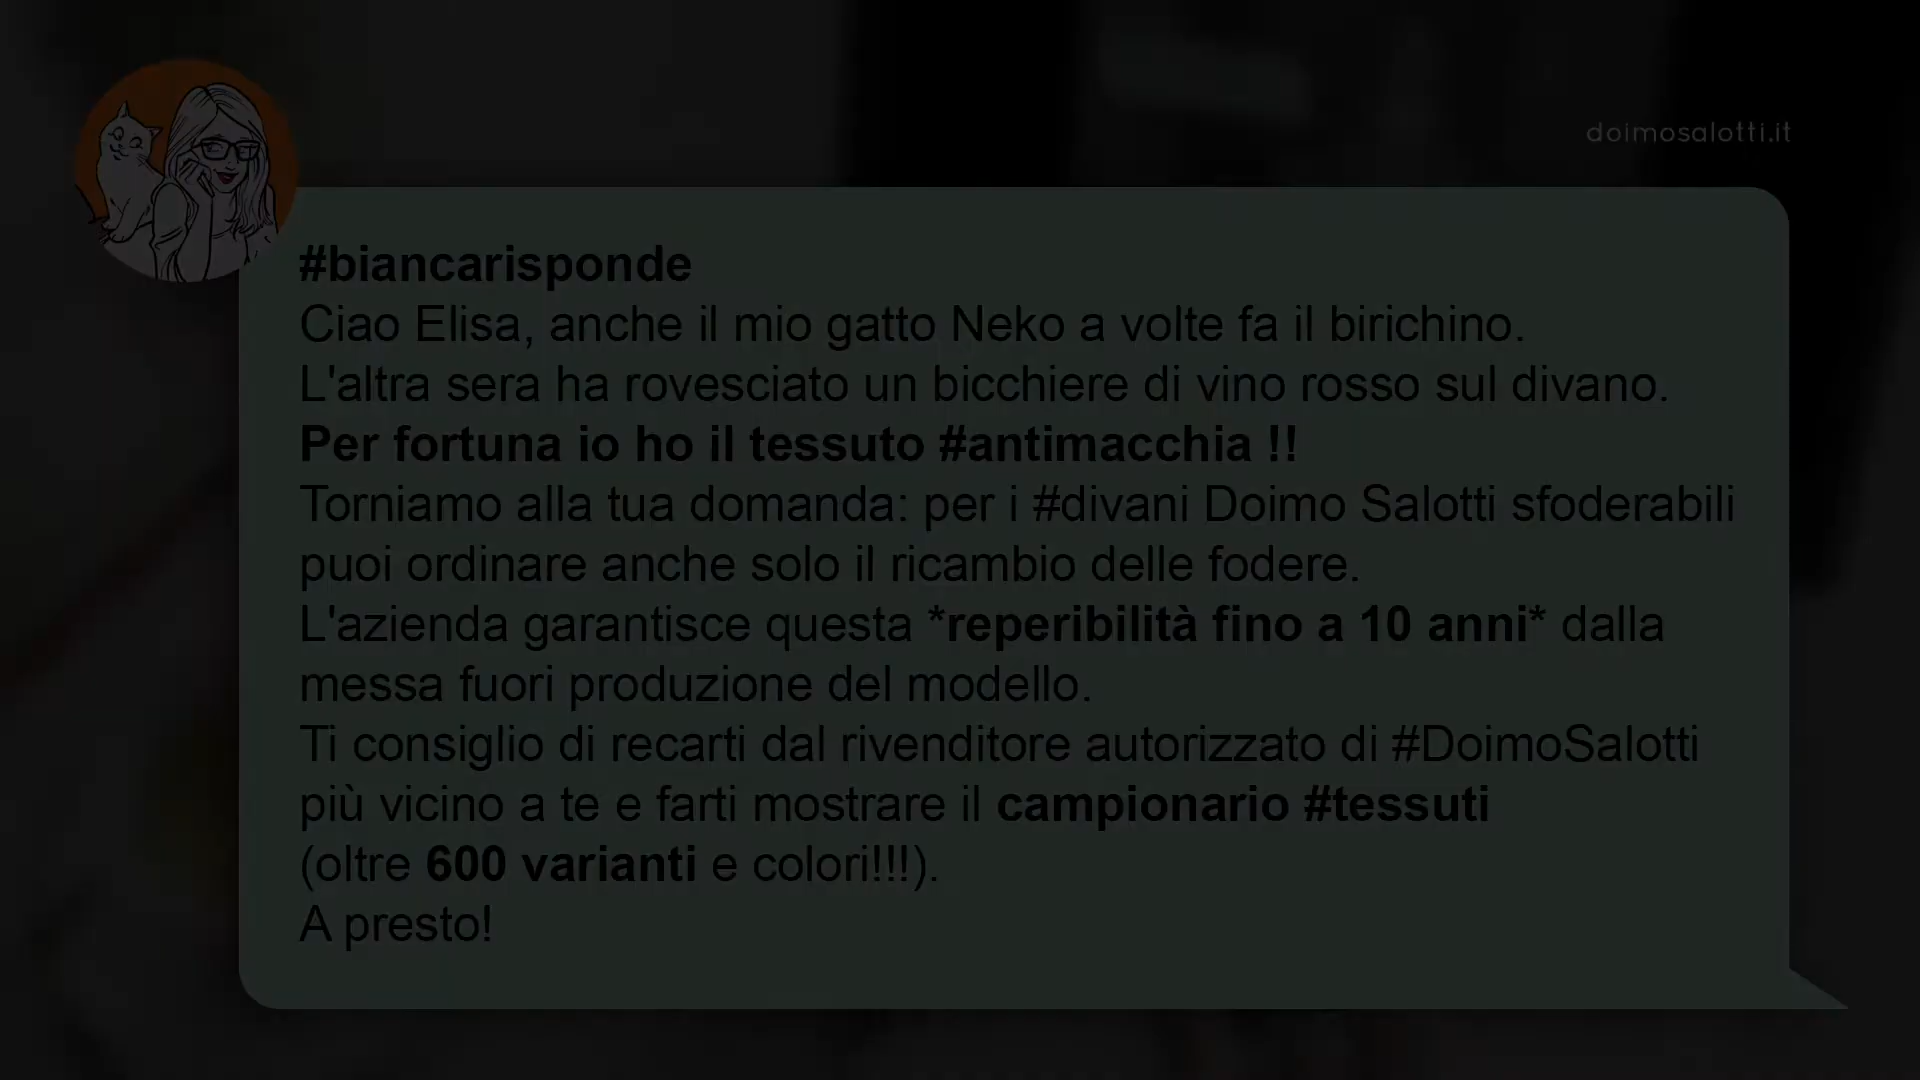 doimosalotti.it
#biancarisponde
Ciao Elisa, anche il mio gatto Neko a volte fa il birichino.
L'altra sera ha rovesciato un bicchiere di vino rosso sul divano.
Per fortuna io ho il tessuto #antimacchia !!
Torniamo alla tua domanda: per i #divani Doimo Salotti sfoderabili
puoi ordinare anche solo il ricambio delle fodere.
L'azienda garantisce questa *reperibilità fino a 10 anni* dalla
messa fuori produzione del modello.
Ti consiglio di recarti dal rivenditore autorizzato di #DoimoSalotti
più vicino a te e farti mostrare il campionario #tessuti
(oltre 600 varianti e colori!!!).
A presto!